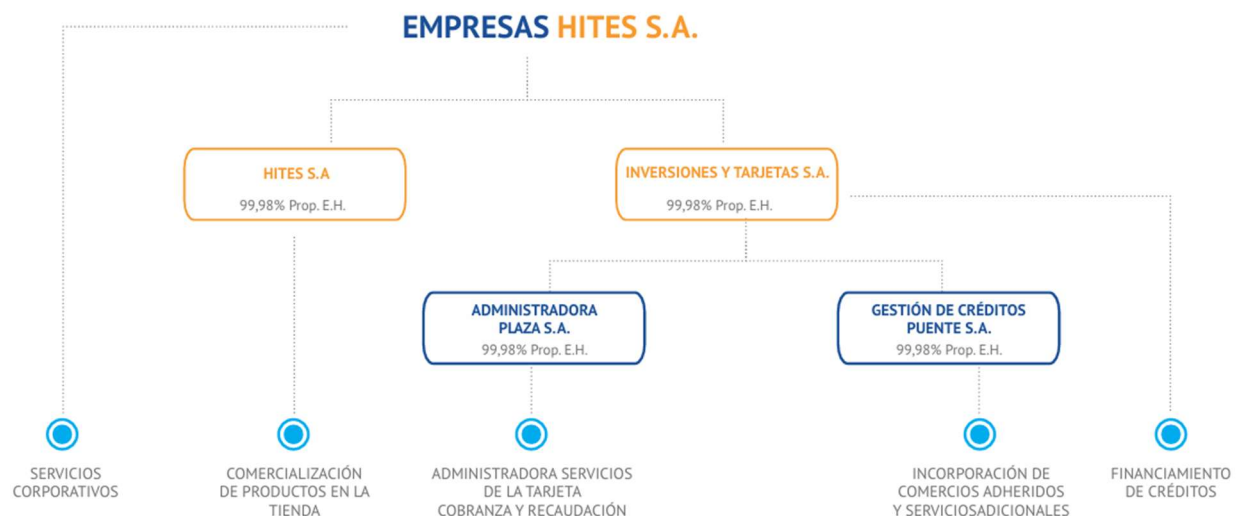 EMPRESAS HITES S.A.
HITES S.A
99,98% Prop. E.H.
INVERSIONES Y TARJETAS S.A.
99,98% Prop. E.H.
ADMINISTRADORA
PLAZA S.A.
99,98% Prop. E.H.
GESTIÓN DE CRÉDITOS
PUENTE S.A.
99,98% Prop. E.H.
SERVICIOS
CORPORATIVOS
COMERCIALIZACIÓN
DE PRODUCTOS EN LA
TIENDA
ADMINISTRADORA SERVICIOS
DE LA TARJETA
COBRANZA Y RECAUDACIÓN
INCORPORACIÓN DE
COMERCIOS ADHERIDOS
Y SERVICIOSADICIONALES
FINANCIAMIENTO
DE CRÉDITOS